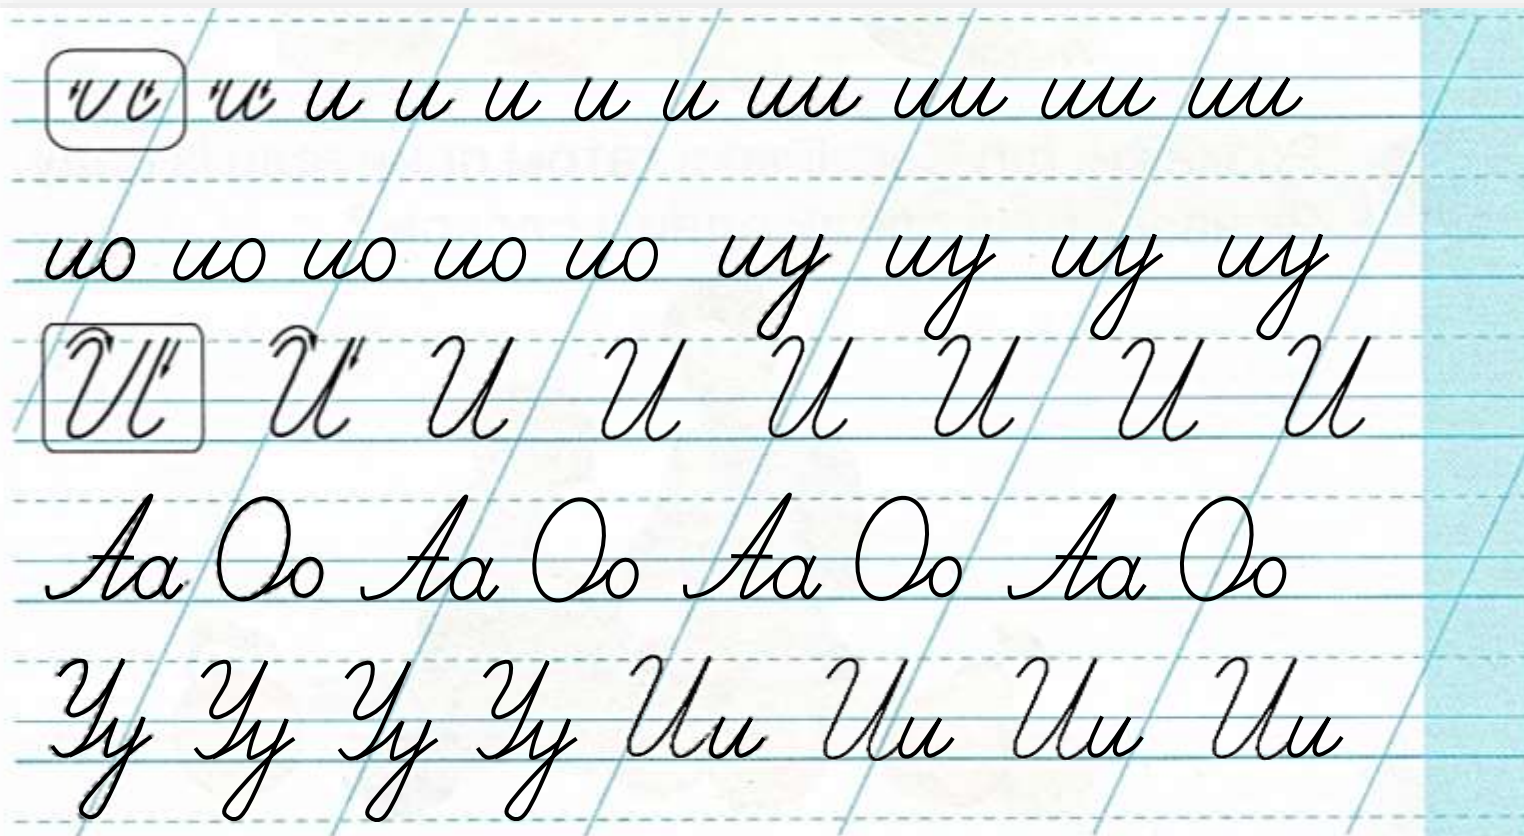 и и и и и и ии ии ии ии
ио ио ио ио ио иу иу иу иу
И И И И И И И
Аа Оо Аа Оо Аа Оо Аа Оо
Уу Уу Уу Уу Ии Ии Ии Ии